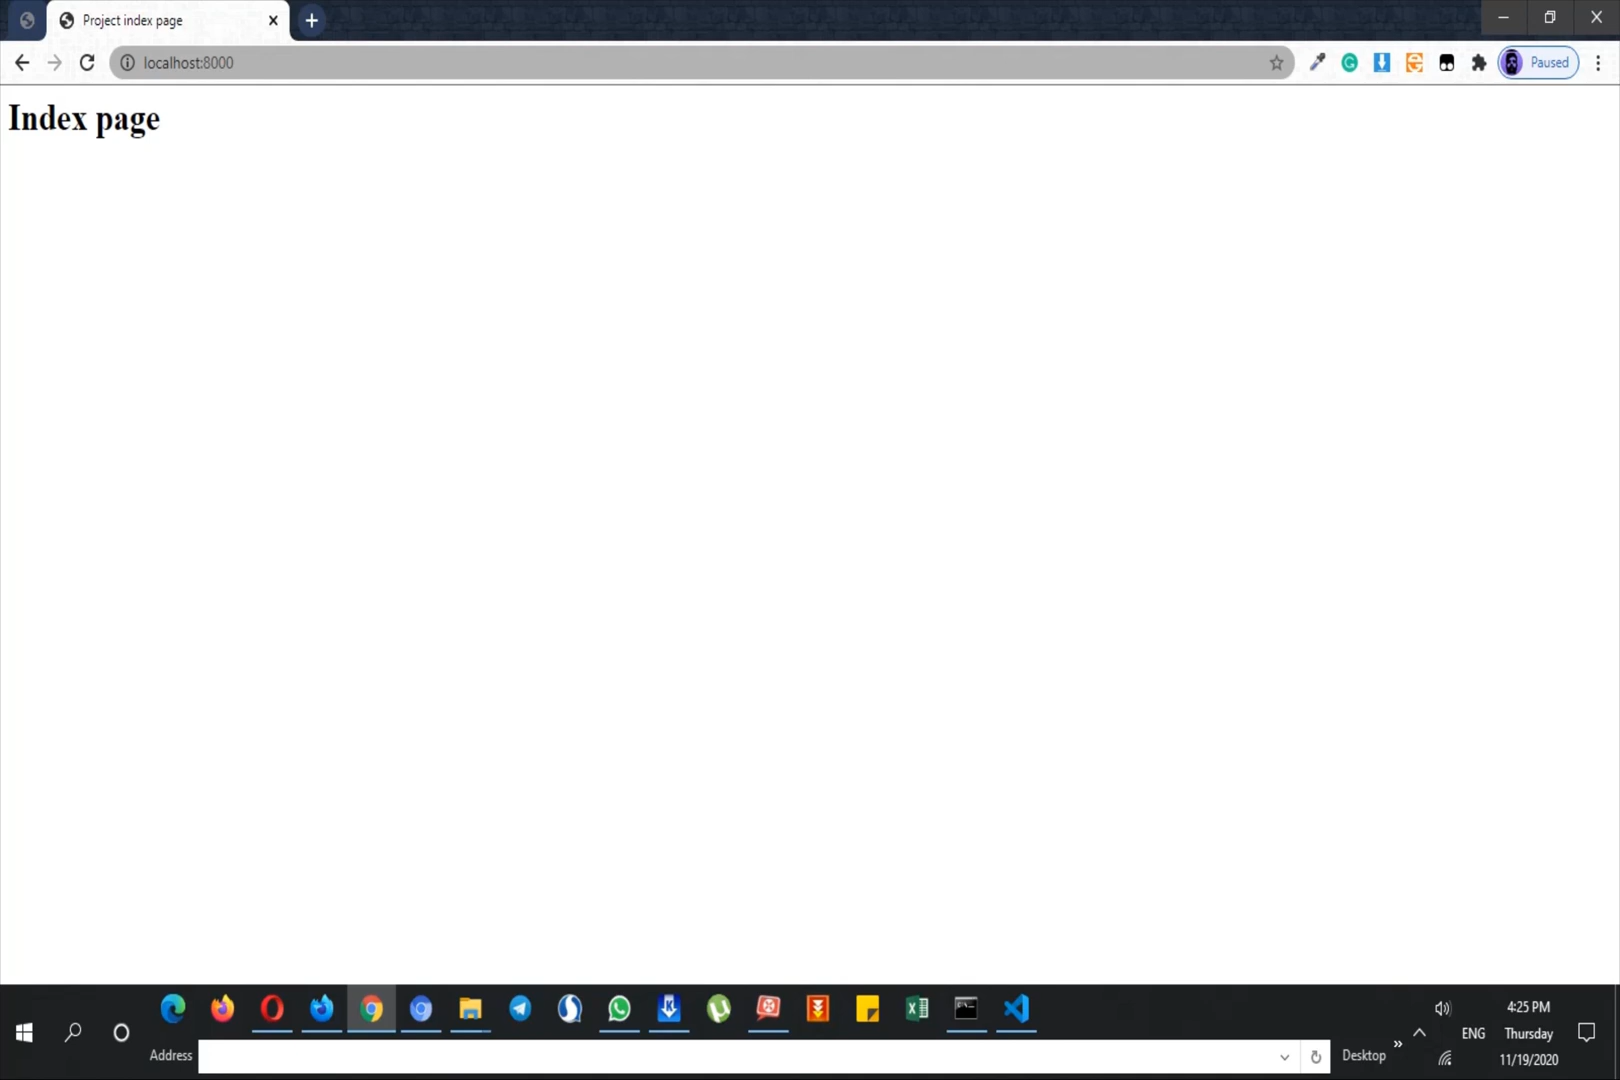 Project index page
localhost:8000
Paused
Index page
4:25 PM
ENG
Thursday
Address
Desktop
11/19/2020